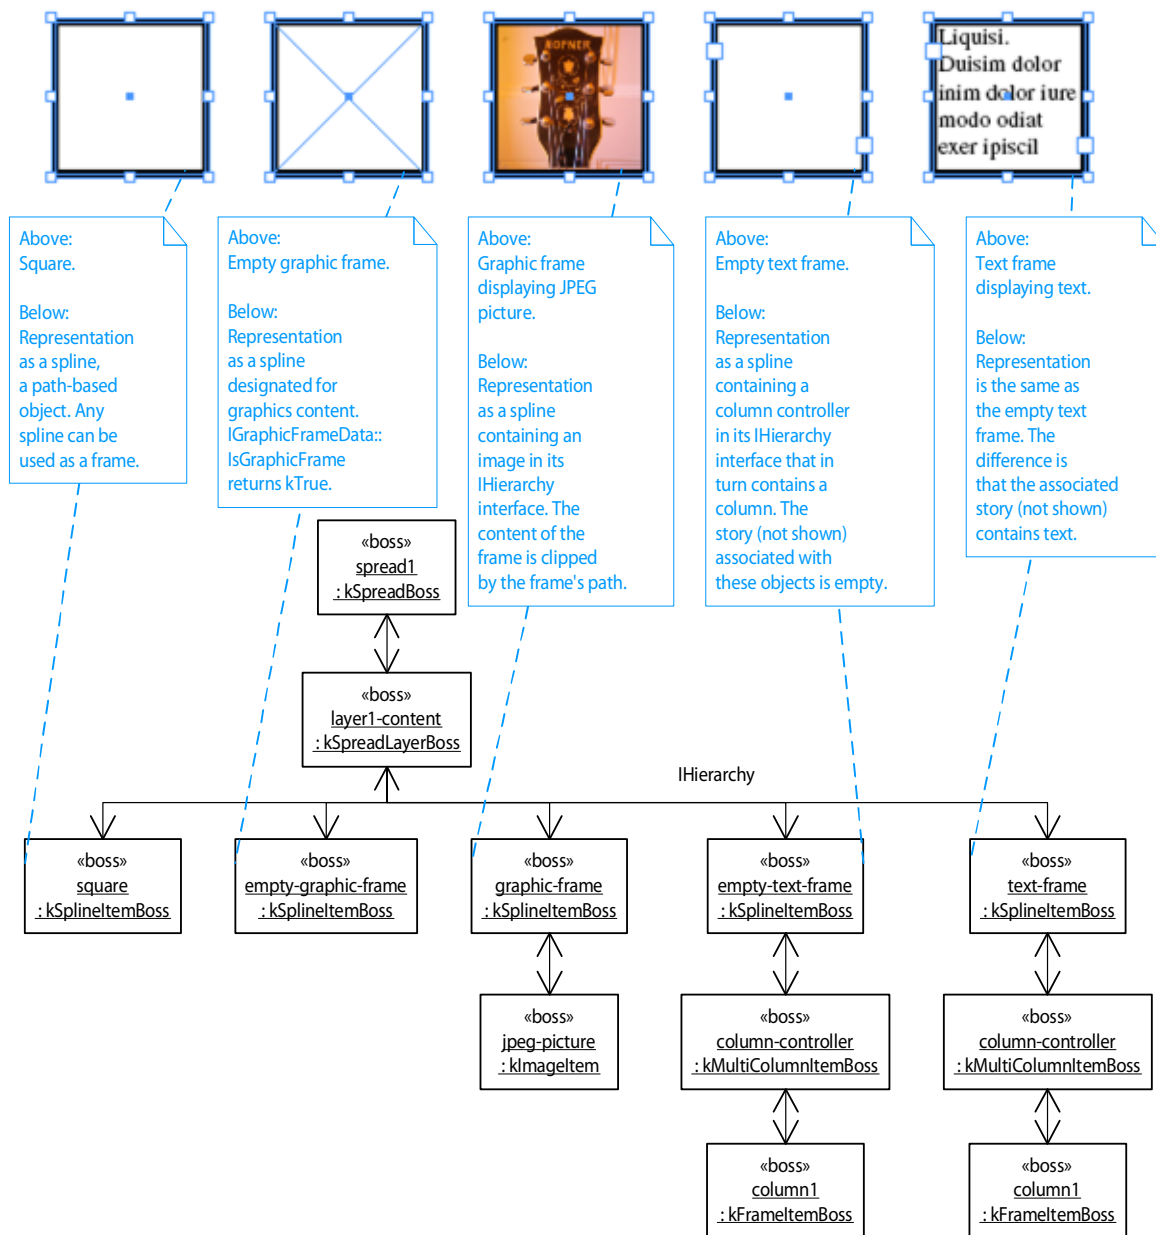 HOFNER
Liquisi.
Duisim dolor
inim dolor iure
modo odiat
exer ipiscil
Above:
Square.
Below:
Representation
as a spline,
a path-based
object. Any
spline can be
used as a frame.
Above:
Empty graphic frame.
Below:
Representation
as a spline
designated for
graphics content.
IGraphicFrameData::
IsGraphicFrame
returns kTrue.
Above:
Graphic frame
displaying JPEG
picture.
Below:
Representation
as a spline
containing an
image in its
IHierarchy
interface. The
content of the
frame is clipped
by the frame's path.
Above:
Empty text frame.
Below:
Representation
as a spline
containing a
column controller
in its IHierarchy
interface that in
turn contains a
column. The
story (not shown)
associated with
these objects is empty.
Above:
Text frame
displaying text.
Below:
Representation
is the same as
the empty text
frame. The
difference is
that the associated
story (not shown)
contains text.
«boss»
spread1
: kSpreadBoss
«boss»
layer1-content
: kSpreadLayerBoss
IHierarchy
«boss»
square
: kSplineItemBoss
«boss»
empty-graphic-frame
: kSplineItemBoss
«boss»
graphic-frame
: kSplineItemBoss
«boss»
empty-text-frame
: kSplineItemBoss
«boss»
text-frame
: kSplineItemBoss
«boss»
jpeg-picture
: kImageItem
«boss»
column-controller
: kMultiColumnItemBoss
«boss»
column-controller
: kMultiColumnItemBoss
«boss»
column1
: kFrameItemBoss
«boss»
column1
: kFrameItemBoss